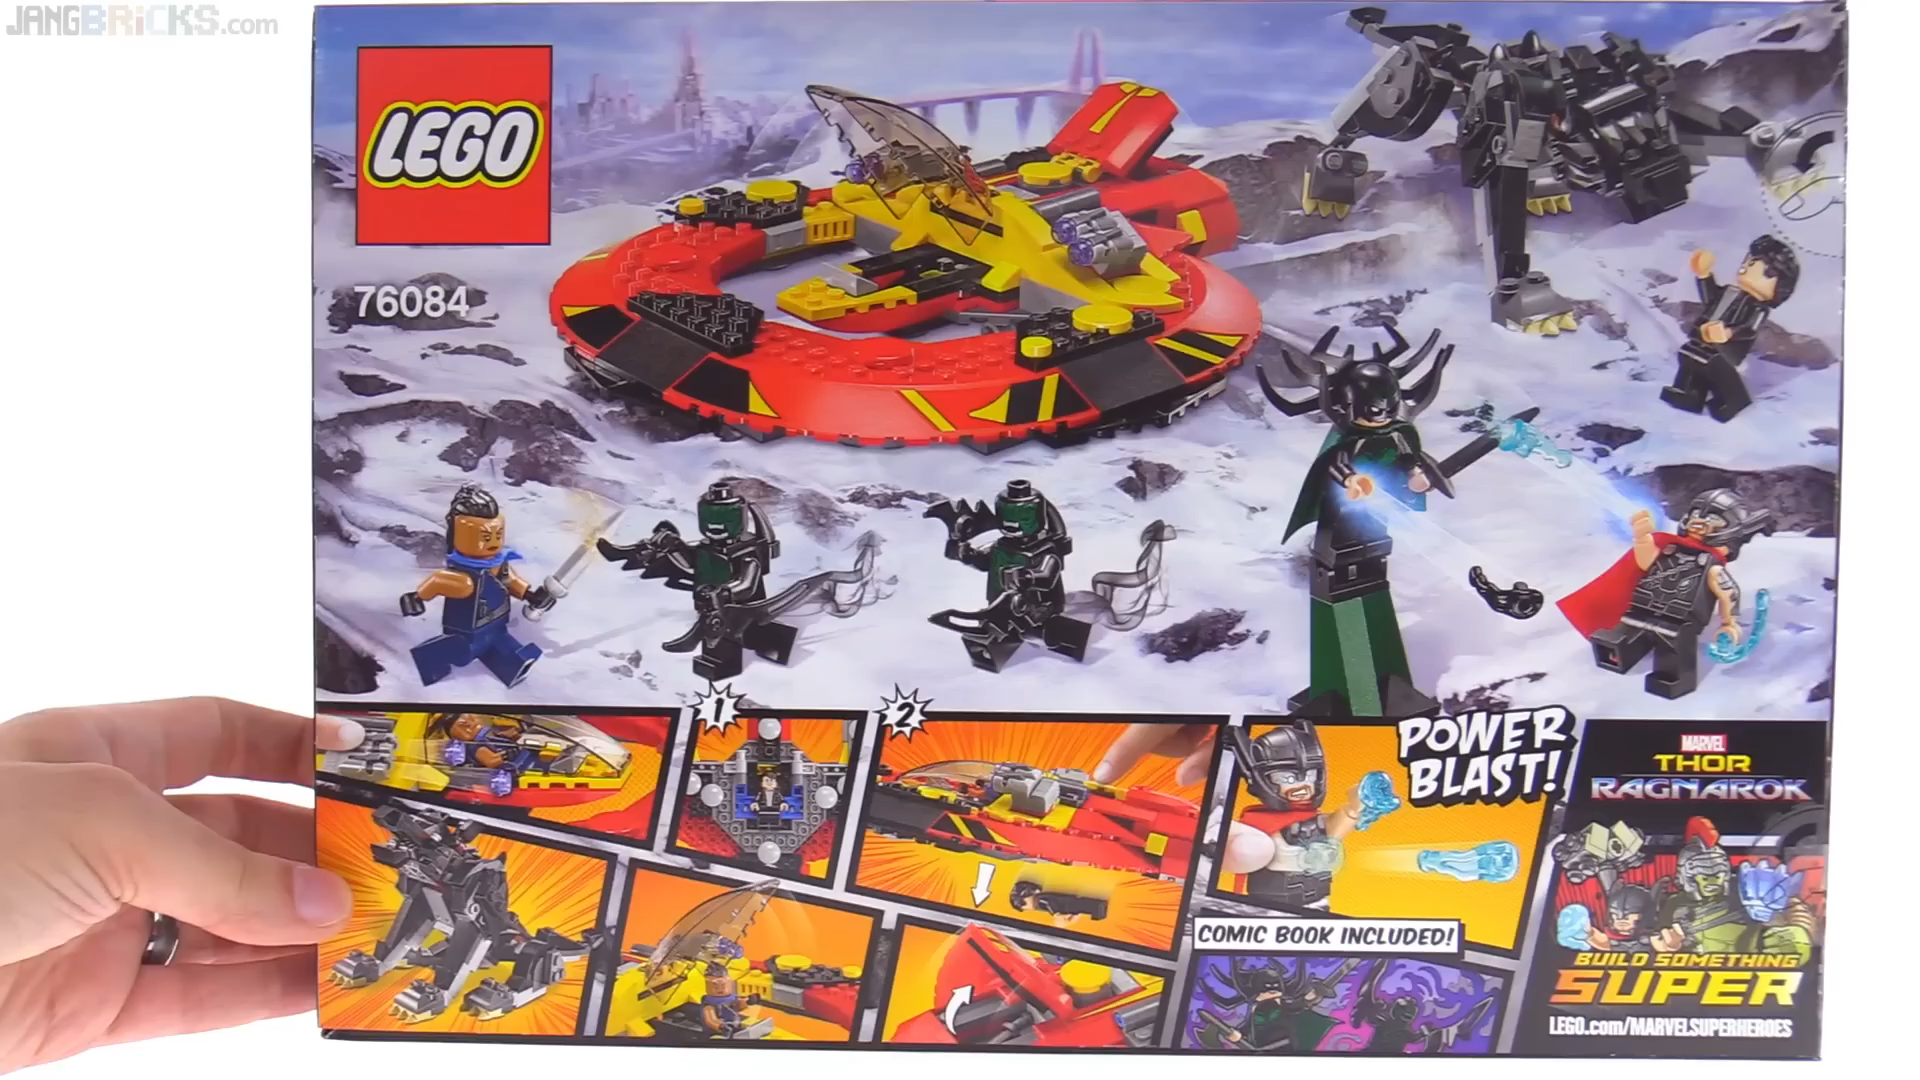 JANGBRiCKS.com
LEGO
76084
1
2
POWER
BLAST!
MARVEL
THOR
RAGNAROK
COMIC BOOK INCLUDED!
BUILD SOMETHING
SUPER
LEGO.com/MARVELSUPERHEROES